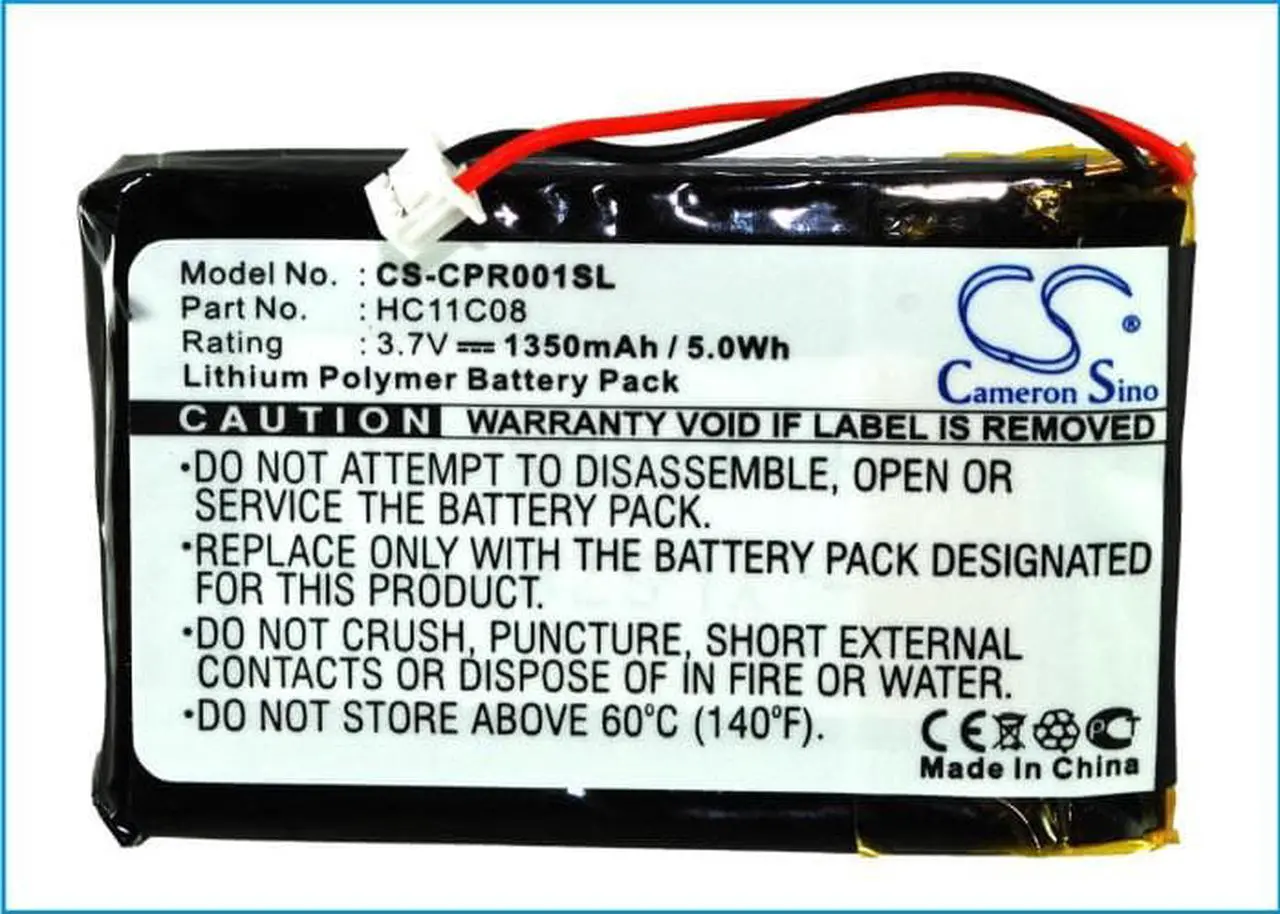 Model No. : CS-CPR001SL
Part No. : HC11C08
Rating : 3.7V 1350mAh / 5.0Wh
Lithium Polymer Battery Pack
CS®
Cameron Sino
CAUTION WARRANTY VOID IF LABEL IS REMOVED
•DO NOT ATTEMPT TO DISASSEMBLE, OPEN OR
SERVICE THE BATTERY PACK.
•REPLACE ONLY WITH THE BATTERY PACK DESIGNATED
FOR THIS PRODUCT.
•DO NOT CRUSH, PUNCTURE, SHORT EXTERNAL
CONTACTS OR DISPOSE OF IN FIRE OR WATER.
•DO NOT STORE ABOVE 60°C (140°F).
CE PCT
Made In China